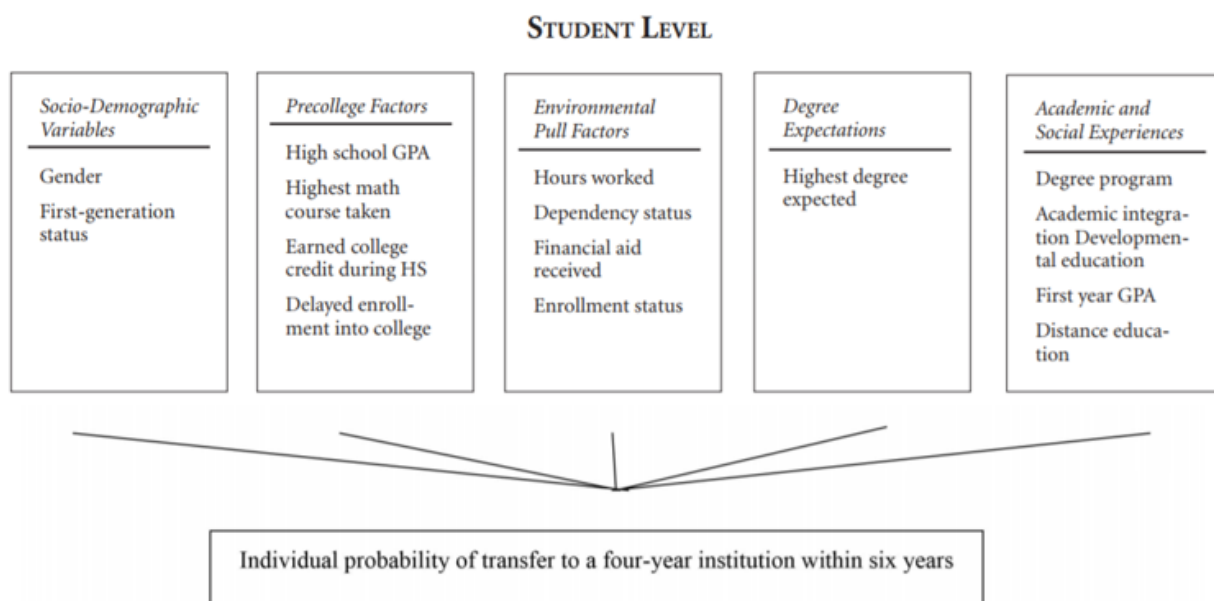 STUDENT LEVEL
Socio-Demographic
Variables
Gender
First-generation
status
Precollege Factors
High school GPA
Highest math
course taken
Earned college
credit during HS
Delayed enroll-
ment into college
Environmental
Pull Factors
Hours worked
Dependency status
Financial aid
received
Enrollment status
Degree
Expectations
Highest degree
expected
Academic and
Social Experiences
Degree program
Academic integra-
tion Developmen-
tal education
First year GPA
Distance educa-
tion
Individual probability of transfer to a four-year institution within six years